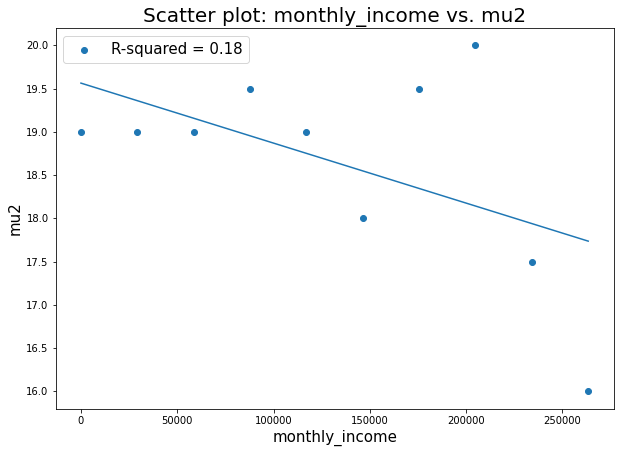 Scatter plot: monthly_income vs. mu2
R-squared = 0.18
20.0
19.5
19.0
18.5
18.0
17.5
17.0
16.5
16.0
mu2
0 50000 100000 150000 200000 250000
monthly_income